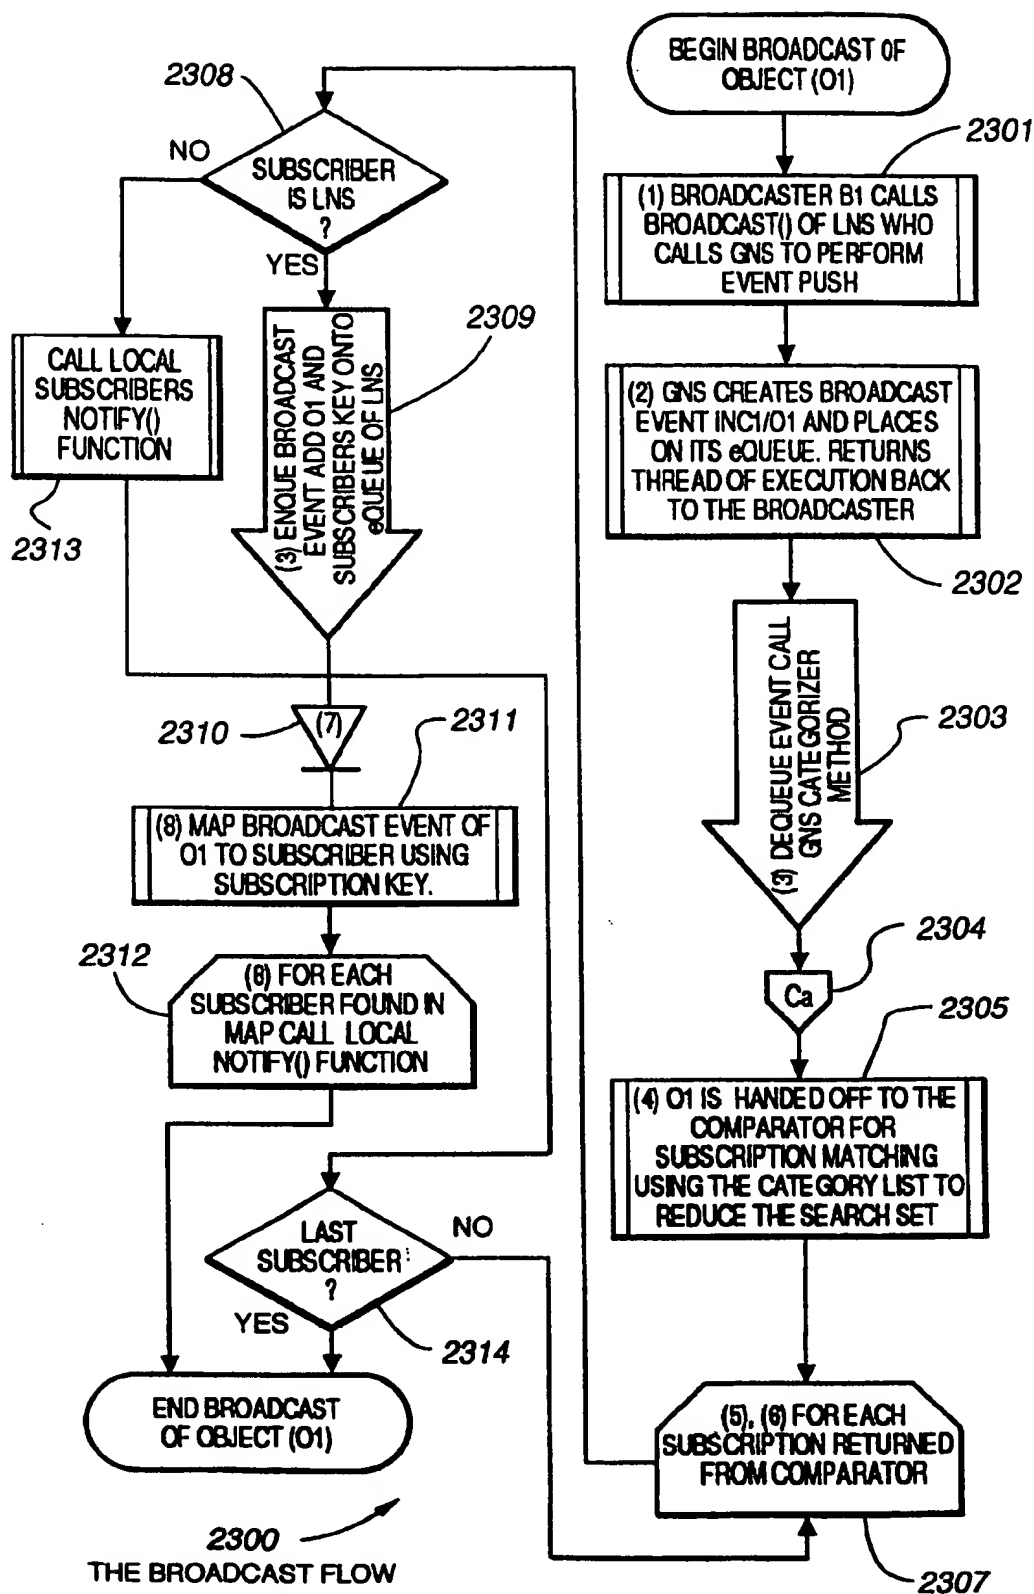 BEGIN BROADCAST OF
OBJECT (O1)
2301
(1) BROADCASTER B1 CALLS
BROADCAST() OF LNS WHO
CALLS GNS TO PERFORM
EVENT PUSH
(2) GNS CREATES BROADCAST
EVENT INC1/O1 AND PLACES
ON ITS eQUEUE. RETURNS
THREAD OF EXECUTION BACK
TO THE BROADCASTER
2302
(3) DEQUEUE EVENT CALL
GNS CATEGORIZER
METHOD
2303
2304
Ca
2305
(4) O1 IS HANDED OFF TO THE
COMPARATOR FOR
SUBSCRIPTION MATCHING
USING THE CATEGORY LIST TO
REDUCE THE SEARCH SET
(5), (6) FOR EACH
SUBSCRIPTION RETURNED
FROM COMPARATOR
2307
2308
NO
SUBSCRIBER
IS LNS
?
YES
2309
(3) ENQUE BROADCAST
EVENT ADD O1 AND
SUBSCRIBERS KEY ONTO
eQUEUE OF LNS
CALL LOCAL
SUBSCRIBERS
NOTIFY()
FUNCTION
2313
2310
(7)
2311
(8) MAP BROADCAST EVENT OF
O1 TO SUBSCRIBER USING
SUBSCRIPTION KEY.
2312
(8) FOR EACH
SUBSCRIBER FOUND IN
MAP CALL LOCAL
NOTIFY() FUNCTION
LAST
SUBSCRIBER
?
NO
YES
2314
END BROADCAST
OF OBJECT (O1)
2300
THE BROADCAST FLOW